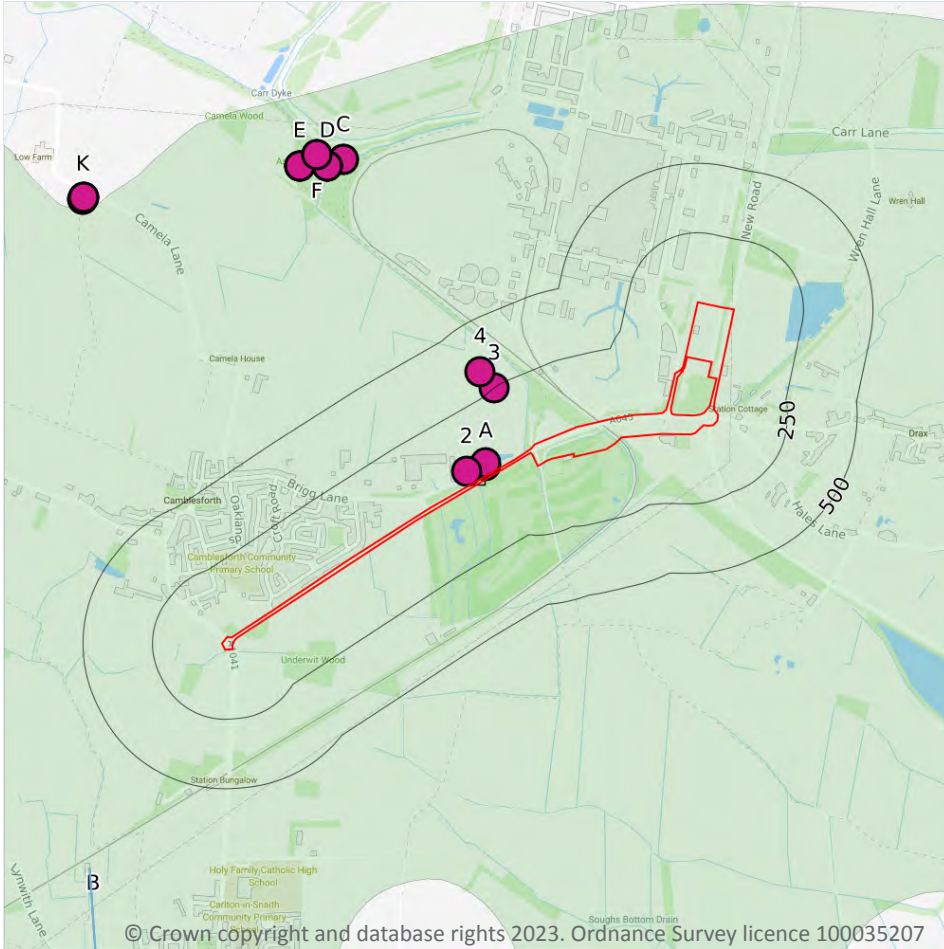 Carr Dyke
Camela Wood
E
D
C
F
Low Farm
K
Carr Lane
New Road
Wren Hall Lane
Wren Hall
Camela Lane
4
3
Camela House
250
A645
Station Cottage
Drax
2
A
Brigg Lane
Camblesforth
Oaklands
Croft Road
500
Hales Lane
Camblesforth Community
Primary School
Underwit Wood
Station Bungalow
B
Holy Family Catholic High
School
Carlton-in-Snaith
Community Primary
Soughs Bottom Drain
© Crown copyright and database rights 2023. Ordnance Survey licence 100035207